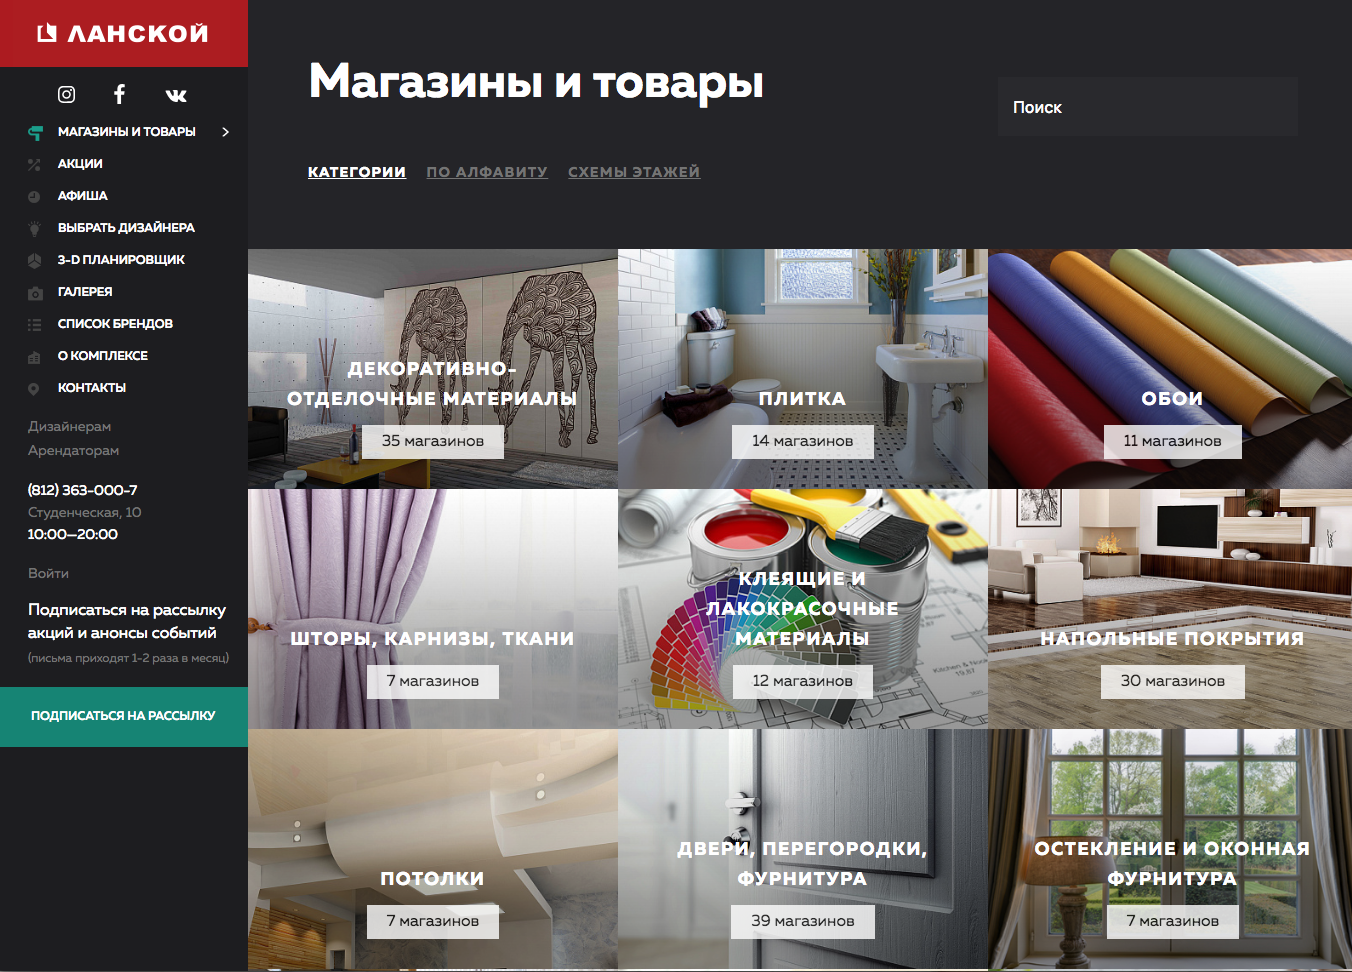 ЛАНСКОЙ
МАГАЗИНЫ И ТОВАРЫ
АКЦИИ
АФИША
ВЫБРАТЬ ДИЗАЙНЕРА
3-D ПЛАНИРОВЩИК
ГАЛЕРЕЯ
СПИСОК БРЕНДОВ
О КОМПЛЕКСЕ
КОНТАКТЫ
Дизайнерам
Арендаторам
(812) 363-000-7
Студенческая, 10
10:00—20:00
Войти
Подписаться на рассылку
акций и анонсы событий
(письма приходят 1-2 раза в месяц)
ПОДПИСАТЬСЯ НА РАССЫЛКУ
Магазины и товары
Поиск
КАТЕГОРИИ ПО АЛФАВИТУ СХЕМЫ ЭТАЖЕЙ
ДЕКОРАТИВНО-
ОТДЕЛОЧНЫЕ МАТЕРИАЛЫ
35 магазинов
ПЛИТКА
14 магазинов
ОБОИ
11 магазинов
ШТОРЫ, КАРНИЗЫ, ТКАНИ
7 магазинов
КЛЕЯЩИЕ И
ЛАКОКРАСОЧНЫЕ
МАТЕРИАЛЫ
12 магазинов
НАПОЛЬНЫЕ ПОКРЫТИЯ
30 магазинов
ПОТОЛКИ
7 магазинов
ДВЕРИ, ПЕРЕГОРОДКИ,
ФУРНИТУРА
39 магазинов
ОСТЕКЛЕНИЕ И ОКОННАЯ
ФУРНИТУРА
7 магазинов